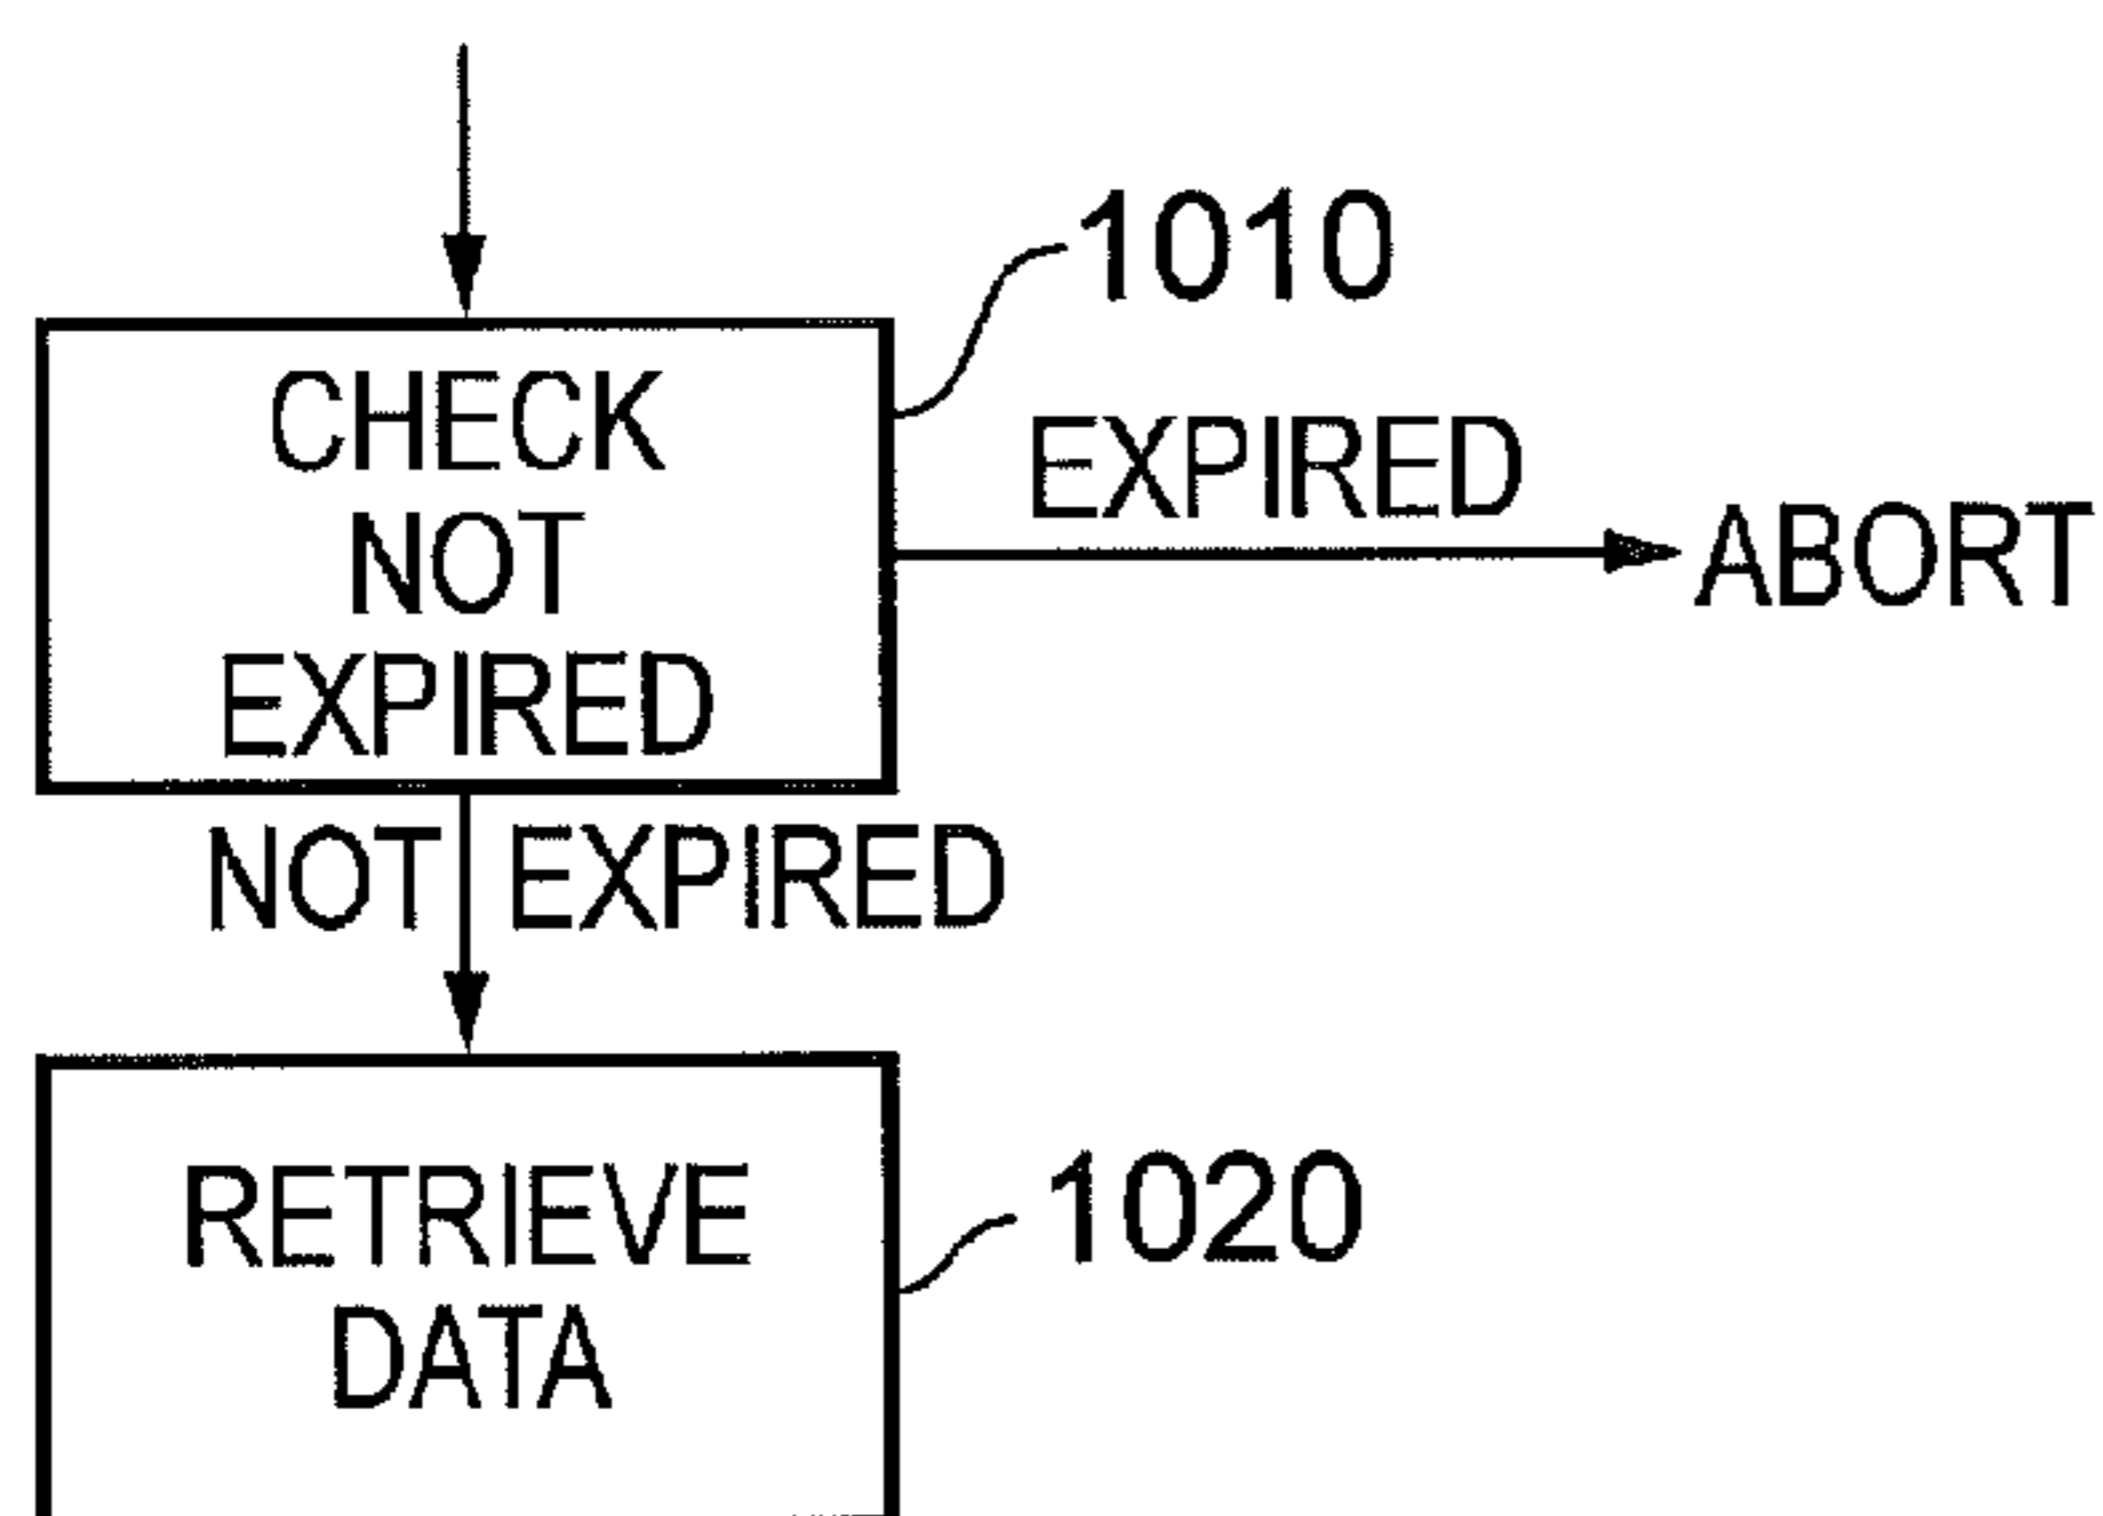 1010
CHECK
NOT
EXPIRED
EXPIRED
ABORT
NOT EXPIRED
RETRIEVE
DATA
1020